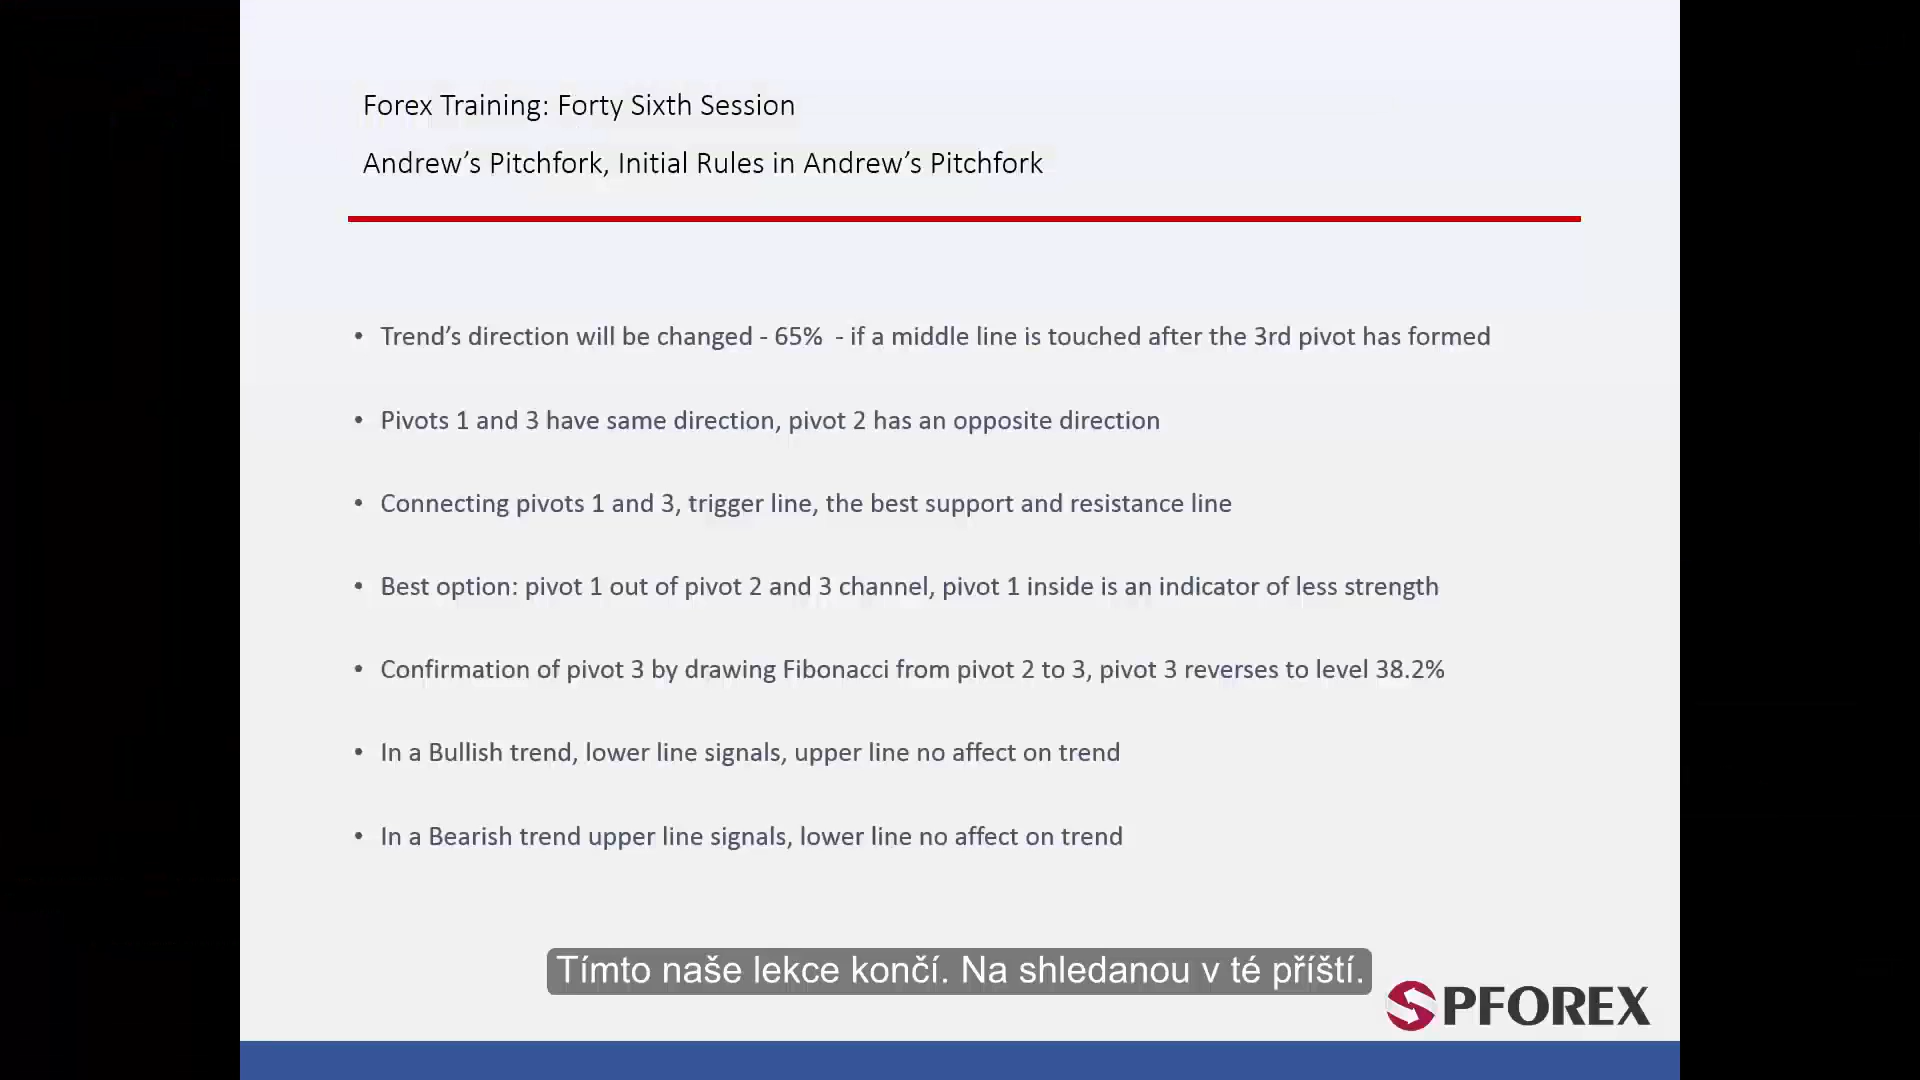 Forex Training: Forty Sixth Session
Andrew’s Pitchfork, Initial Rules in Andrew’s Pitchfork
• Trend’s direction will be changed - 65%  - if a middle line is touched after the 3rd pivot has formed
• Pivots 1 and 3 have same direction, pivot 2 has an opposite direction
• Connecting pivots 1 and 3, trigger line, the best support and resistance line
• Best option: pivot 1 out of pivot 2 and 3 channel, pivot 1 inside is an indicator of less strength
• Confirmation of pivot 3 by drawing Fibonacci from pivot 2 to 3, pivot 3 reverses to level 38.2%
• In a Bullish trend, lower line signals, upper line no affect on trend
• In a Bearish trend upper line signals, lower line no affect on trend
Tímto naše lekce končí. Na shledanou v té příští.
PFOREX